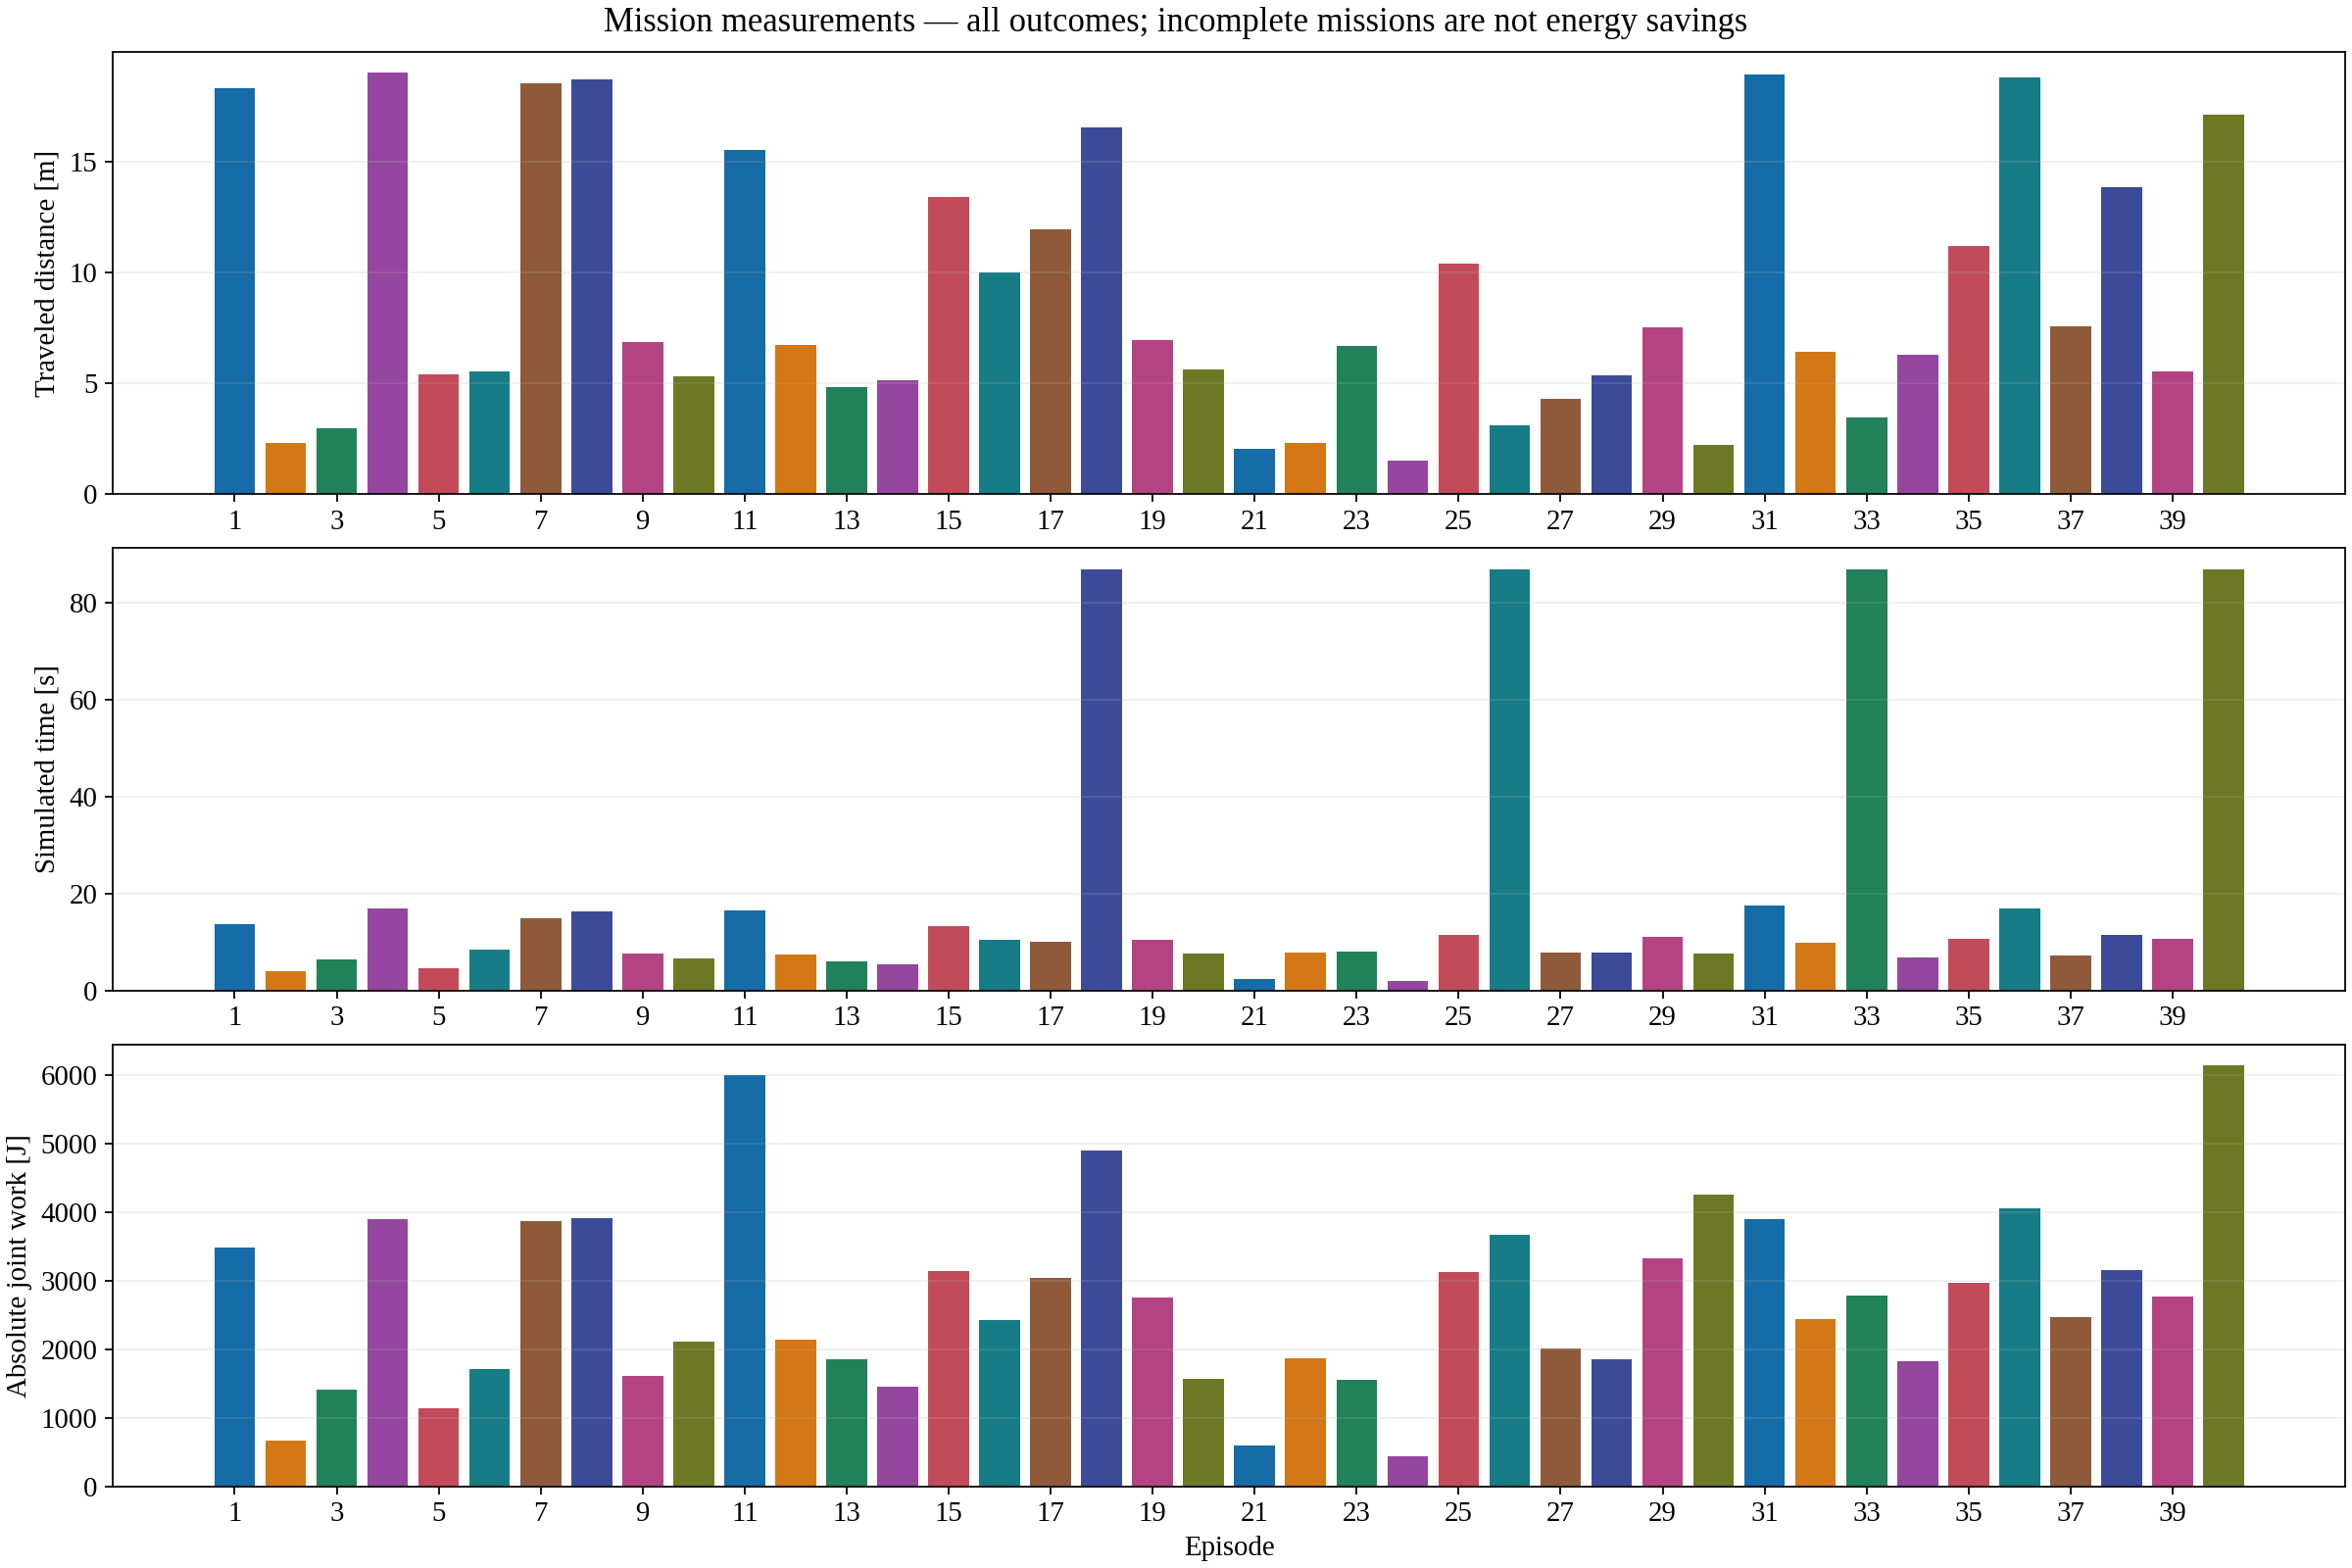 Mission measurements — all outcomes; incomplete missions are not energy savings
Traveled distance [m]
15
10
5
0
1 3 5 7 9 11 13 15 17 19 21 23 25 27 29 31 33 35 37 39
Simulated time [s]
80
60
40
20
0
1 3 5 7 9 11 13 15 17 19 21 23 25 27 29 31 33 35 37 39
Absolute joint work [J]
6000
5000
4000
3000
2000
1000
0
1 3 5 7 9 11 13 15 17 19 21 23 25 27 29 31 33 35 37 39
Episode